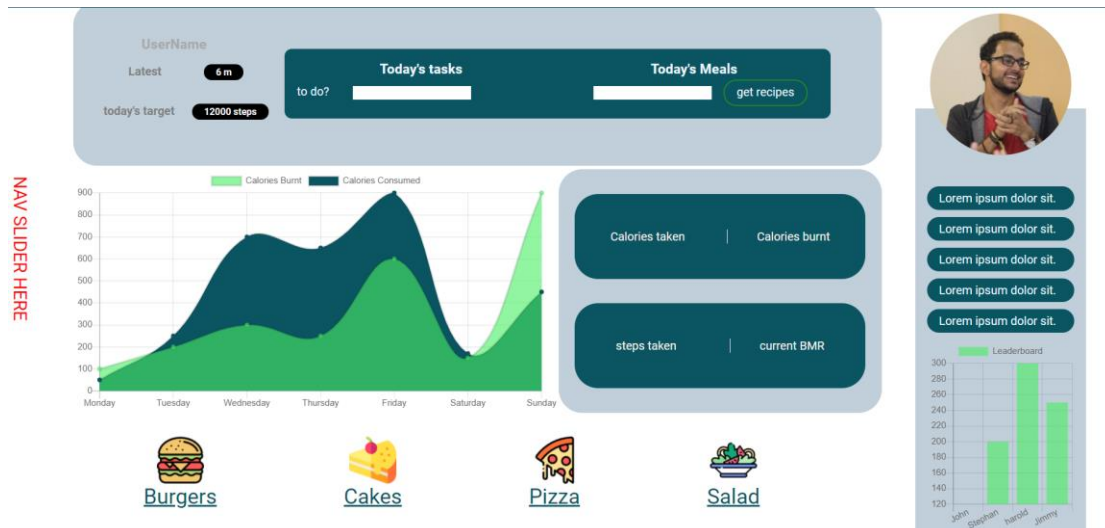 UserName
Latest 6 m
today's target 12000 steps
Today's tasks
to do?
Today's Meals
get recipes
NAV SLIDER HERE
Calories Burnt Calories Consumed
900
800
700
600
500
400
300
200
100
0
Monday Tuesday Wednesday Thursday Friday Saturday Sunday
Calories taken | Calories burnt
steps taken | current BMR
Burgers Cakes Pizza Salad
Lorem ipsum dolor sit.
Lorem ipsum dolor sit.
Lorem ipsum dolor sit.
Lorem ipsum dolor sit.
Lorem ipsum dolor sit.
Leaderboard
300
280
260
240
220
200
180
160
140
120
John Stephan harold Jimmy